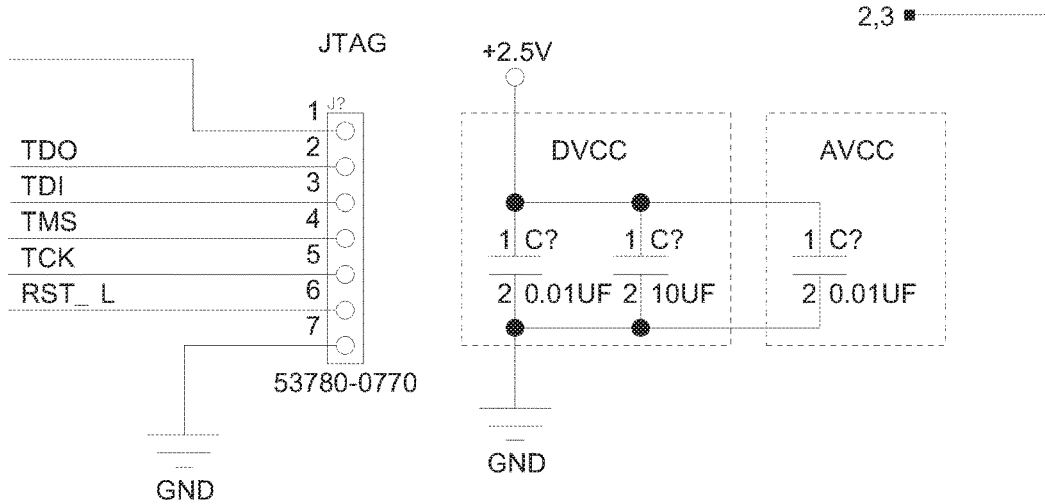 2,3
JTAG
+2.5V
J?
1
DVCC
AVCC
TDO 2
TDI 3
TMS 4
1 C? 1 C? 1 C?
TCK 5
RST_ L 6
2 0.01UF 2 10UF 2 0.01UF
7
53780-0770
GND
GND